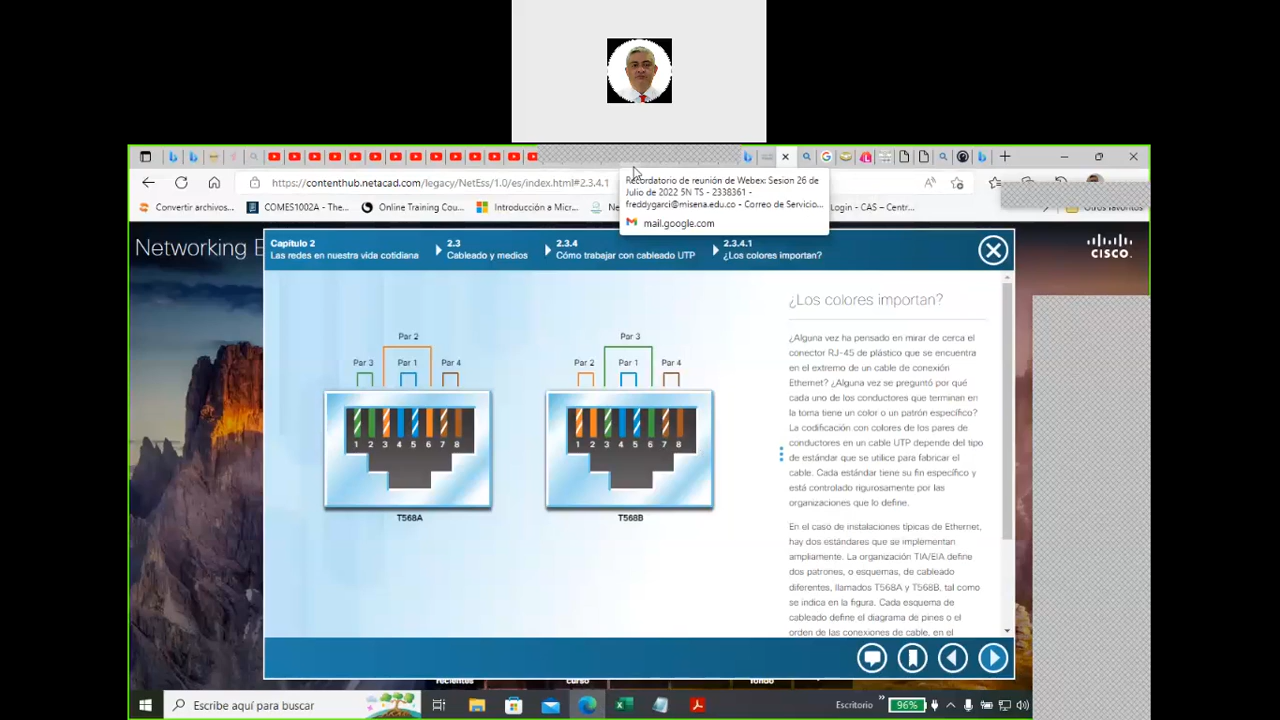 https://contenthub.netacad.com/legacy/NetEss/1.0/es/index.html#2.3.4.1
Recordatorio de reunión de Webex: Sesion 26 de
Julio de 2022 5N TS - 2338361 -
freddygarci@misena.edu.co - Correo de Servicio...
mail.google.com
Convertir archivos...
COMES1002A - The...
Online Training Cou...
Introducción a Micr...
Login - CAS – Centr...
Otros favoritos
Networking
CISCO
Capítulo 2
Las redes en nuestra vida cotidiana
2.3
Cableado y medios
2.3.4
Cómo trabajar con cableado UTP
2.3.4.1
¿Los colores importan?
Par 2
Par 3 Par 1 Par 4
1 2 3 4 5 6 7 8
T568A
Par 3
Par 2 Par 1 Par 4
1 2 3 4 5 6 7 8
T568B
¿Los colores importan?
¿Alguna vez ha pensado en mirar de cerca el
conector RJ-45 de plástico que se encuentra
en el extremo de un cable de conexión
Ethernet? ¿Alguna vez se preguntó por qué
cada uno de los conductores que terminan en
la toma tiene un color o un patrón específico?
La codificación con colores de los pares de
conductores en un cable UTP depende del tipo
de estándar que se utilice para fabricar el
cable. Cada estándar tiene su fin específico y
está controlado rigurosamente por las
organizaciones que lo define.
En el caso de instalaciones típicas de Ethernet,
hay dos estándares que se implementan
ampliamente. La organización TIA/EIA define
dos patrones, o esquemas, de cableado
diferentes, llamados T568A y T568B, tal como
se indica en la figura. Cada esquema de
cableado define el diagrama de pines o el
orden de las conexiones de cable, en el
recientes
curso
fondo
Escribe aquí para buscar
Escritorio
96%